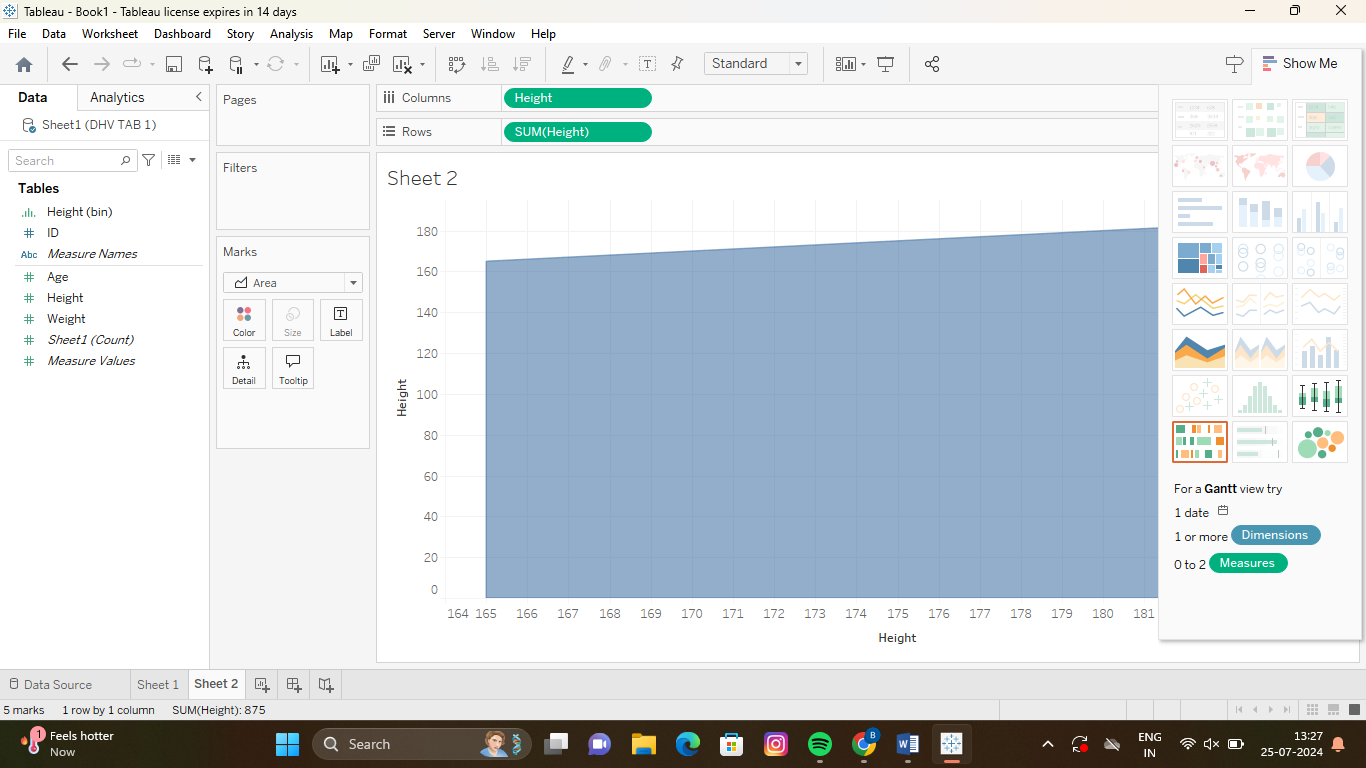 Tableau - Book1 - Tableau license expires in 14 days
File Data Worksheet Dashboard Story Analysis Map Format Server Window Help
Standard
Show Me
Data Analytics
Sheet1 (DHV TAB 1)
Search
Tables
Height (bin)
ID
Abc Measure Names
Age
Height
Weight
Sheet1 (Count)
Measure Values
Pages
Filters
Marks
Area
Color Size Label
Detail Tooltip
Columns Height
Rows SUM(Height)
Sheet 2
180
160
140
120
100
80
60
40
20
0
Height
164 165 166 167 168 169 170 171 172 173 174 175 176 177 178 179 180 181
Height
For a Gantt view try
1 date
1 or more Dimensions
0 to 2 Measures
Data Source Sheet 1 Sheet 2
5 marks 1 row by 1 column SUM(Height): 875
1
Feels hotter
Now
Search
B
ENG
IN
13:27
25-07-2024